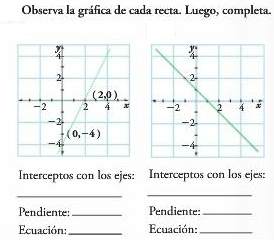 Observa la gráfica de cada recta. Luego, completa.
y
4
2
(2,0)
-2
2
4
x
-2
(0,-4)
-4
y
4
2
-2
2
4
x
-2
-4
Interceptos con los ejes:
Interceptos con los ejes:
Pendiente:
Pendiente:
Ecuación:
Ecuación: